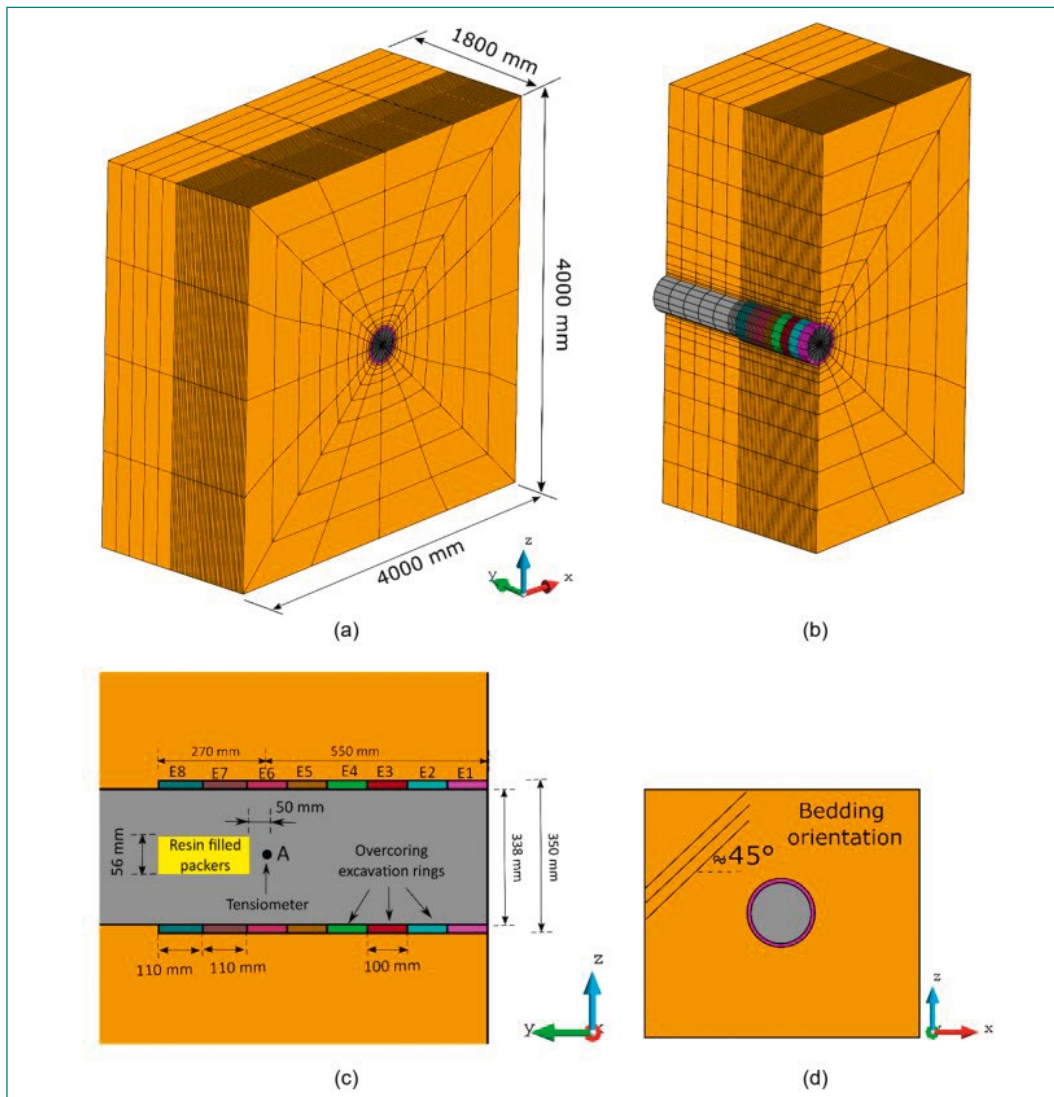 1800 mm
4000 mm
4000 mm
z
y
x
(a)
(b)
270 mm
550 mm
E8
E7
E6
E5
E4
E3
E2
E1
50 mm
56 mm
Resin filled
packers
A
Overcoring
excavation rings
Tensiometer
338 mm
350 mm
110 mm
110 mm
100 mm
z
y
x
(c)
Bedding
orientation
45°
z
x
(d)